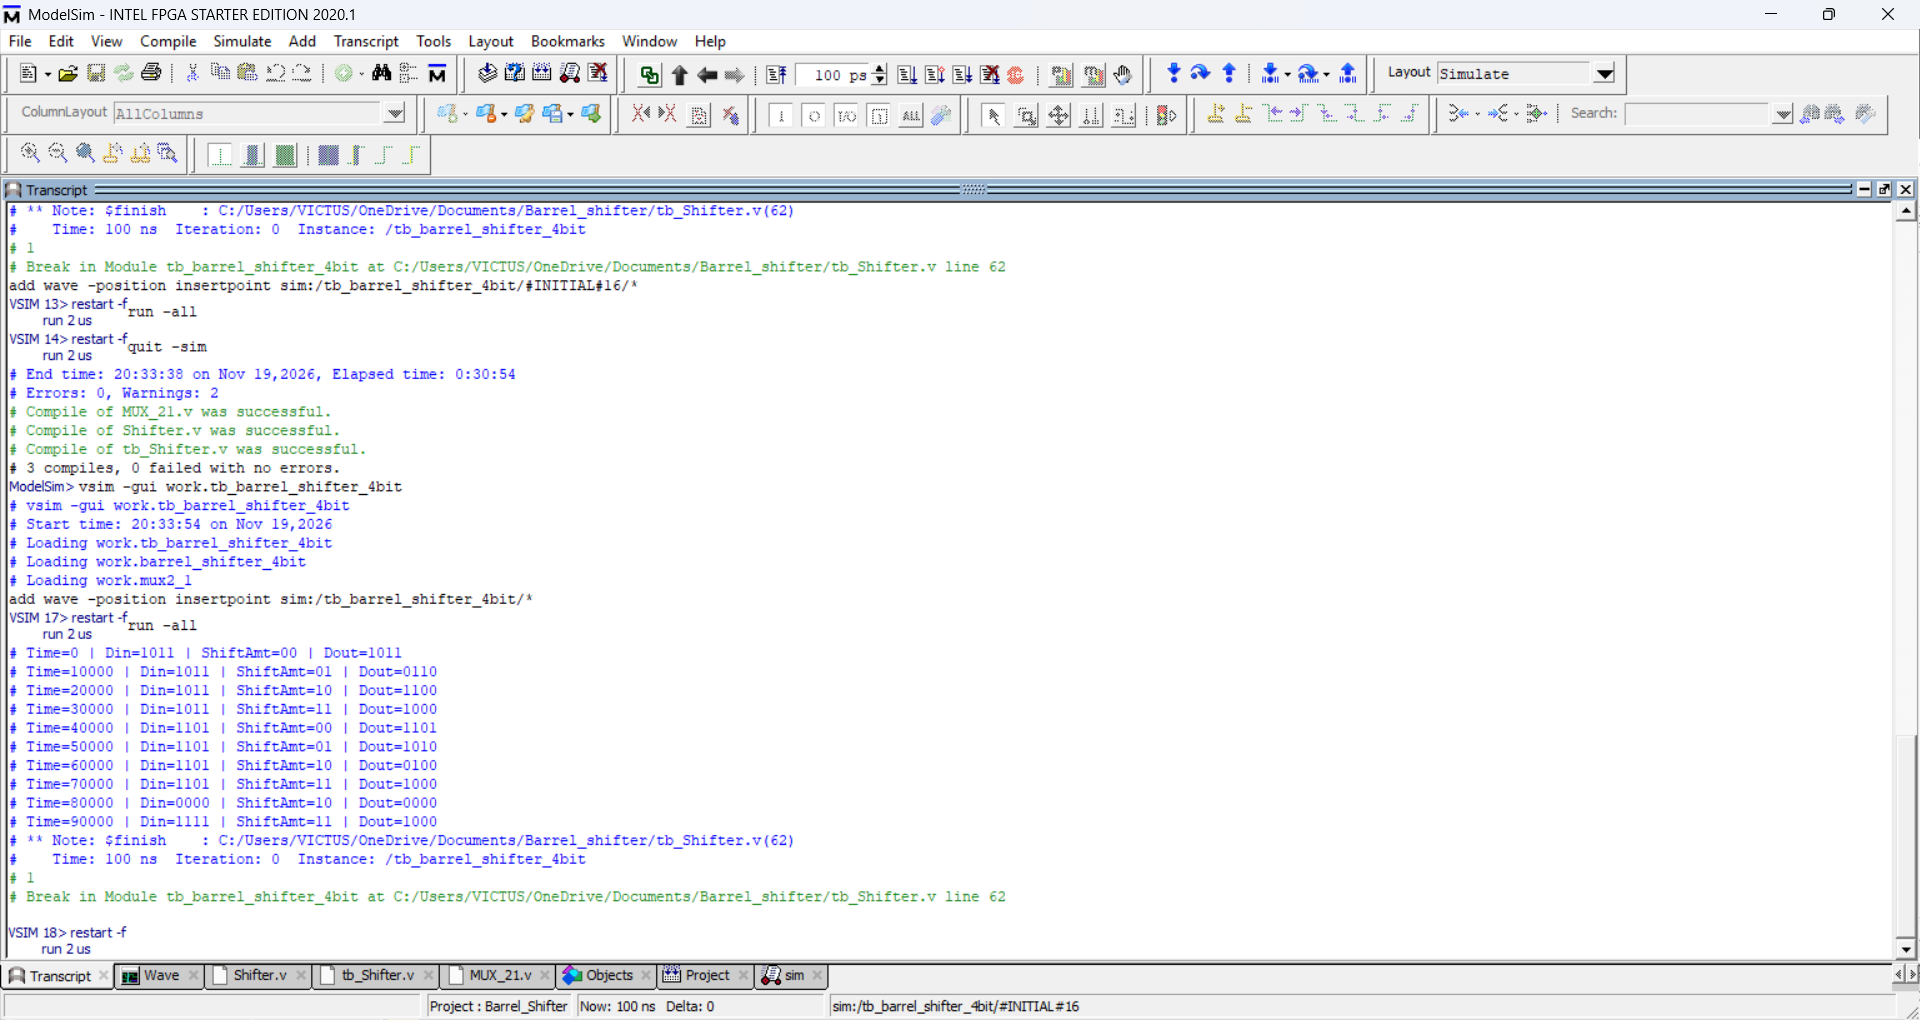 ModelSim - INTEL FPGA STARTER EDITION 2020.1
File Edit View Compile Simulate Add Transcript Tools Layout Bookmarks Window Help
100 ps
Layout Simulate
ColumnLayout AllColumns
Search:
Transcript
# ** Note: $finish    : C:/Users/VICTUS/OneDrive/Documents/Barrel_shifter/tb_Shifter.v(62)
#    Time: 100 ns  Iteration: 0  Instance: /tb_barrel_shifter_4bit
# 1
# Break in Module tb_barrel_shifter_4bit at C:/Users/VICTUS/OneDrive/Documents/Barrel_shifter/tb_Shifter.v line 62
add wave -position insertpoint sim:/tb_barrel_shifter_4bit/#INITIAL#16/*
VSIM 13> restart -f
run 2 us
run -all
VSIM 14> restart -f
run 2 us
quit -sim
# End time: 20:33:38 on Nov 19,2026, Elapsed time: 0:30:54
# Errors: 0, Warnings: 2
# Compile of MUX_21.v was successful.
# Compile of Shifter.v was successful.
# Compile of tb_Shifter.v was successful.
# 3 compiles, 0 failed with no errors.
ModelSim> vsim -gui work.tb_barrel_shifter_4bit
# vsim -gui work.tb_barrel_shifter_4bit
# Start time: 20:33:54 on Nov 19,2026
# Loading work.tb_barrel_shifter_4bit
# Loading work.barrel_shifter_4bit
# Loading work.mux2_1
add wave -position insertpoint sim:/tb_barrel_shifter_4bit/*
VSIM 17> restart -f
run 2 us
run -all
# Time=0 | Din=1011 | ShiftAmt=00 | Dout=1011
# Time=10000 | Din=1011 | ShiftAmt=01 | Dout=0110
# Time=20000 | Din=1011 | ShiftAmt=10 | Dout=1100
# Time=30000 | Din=1011 | ShiftAmt=11 | Dout=1000
# Time=40000 | Din=1101 | ShiftAmt=00 | Dout=1101
# Time=50000 | Din=1101 | ShiftAmt=01 | Dout=1010
# Time=60000 | Din=1101 | ShiftAmt=10 | Dout=0100
# Time=70000 | Din=1101 | ShiftAmt=11 | Dout=1000
# Time=80000 | Din=0000 | ShiftAmt=10 | Dout=0000
# Time=90000 | Din=1111 | ShiftAmt=11 | Dout=1000
# ** Note: $finish    : C:/Users/VICTUS/OneDrive/Documents/Barrel_shifter/tb_Shifter.v(62)
#    Time: 100 ns  Iteration: 0  Instance: /tb_barrel_shifter_4bit
# 1
# Break in Module tb_barrel_shifter_4bit at C:/Users/VICTUS/OneDrive/Documents/Barrel_shifter/tb_Shifter.v line 62
VSIM 18> restart -f
run 2 us
Transcript Wave Shifter.v tb_Shifter.v MUX_21.v Objects Project sim
Project : Barrel_Shifter Now: 100 ns Delta: 0 sim:/tb_barrel_shifter_4bit/#INITIAL#16